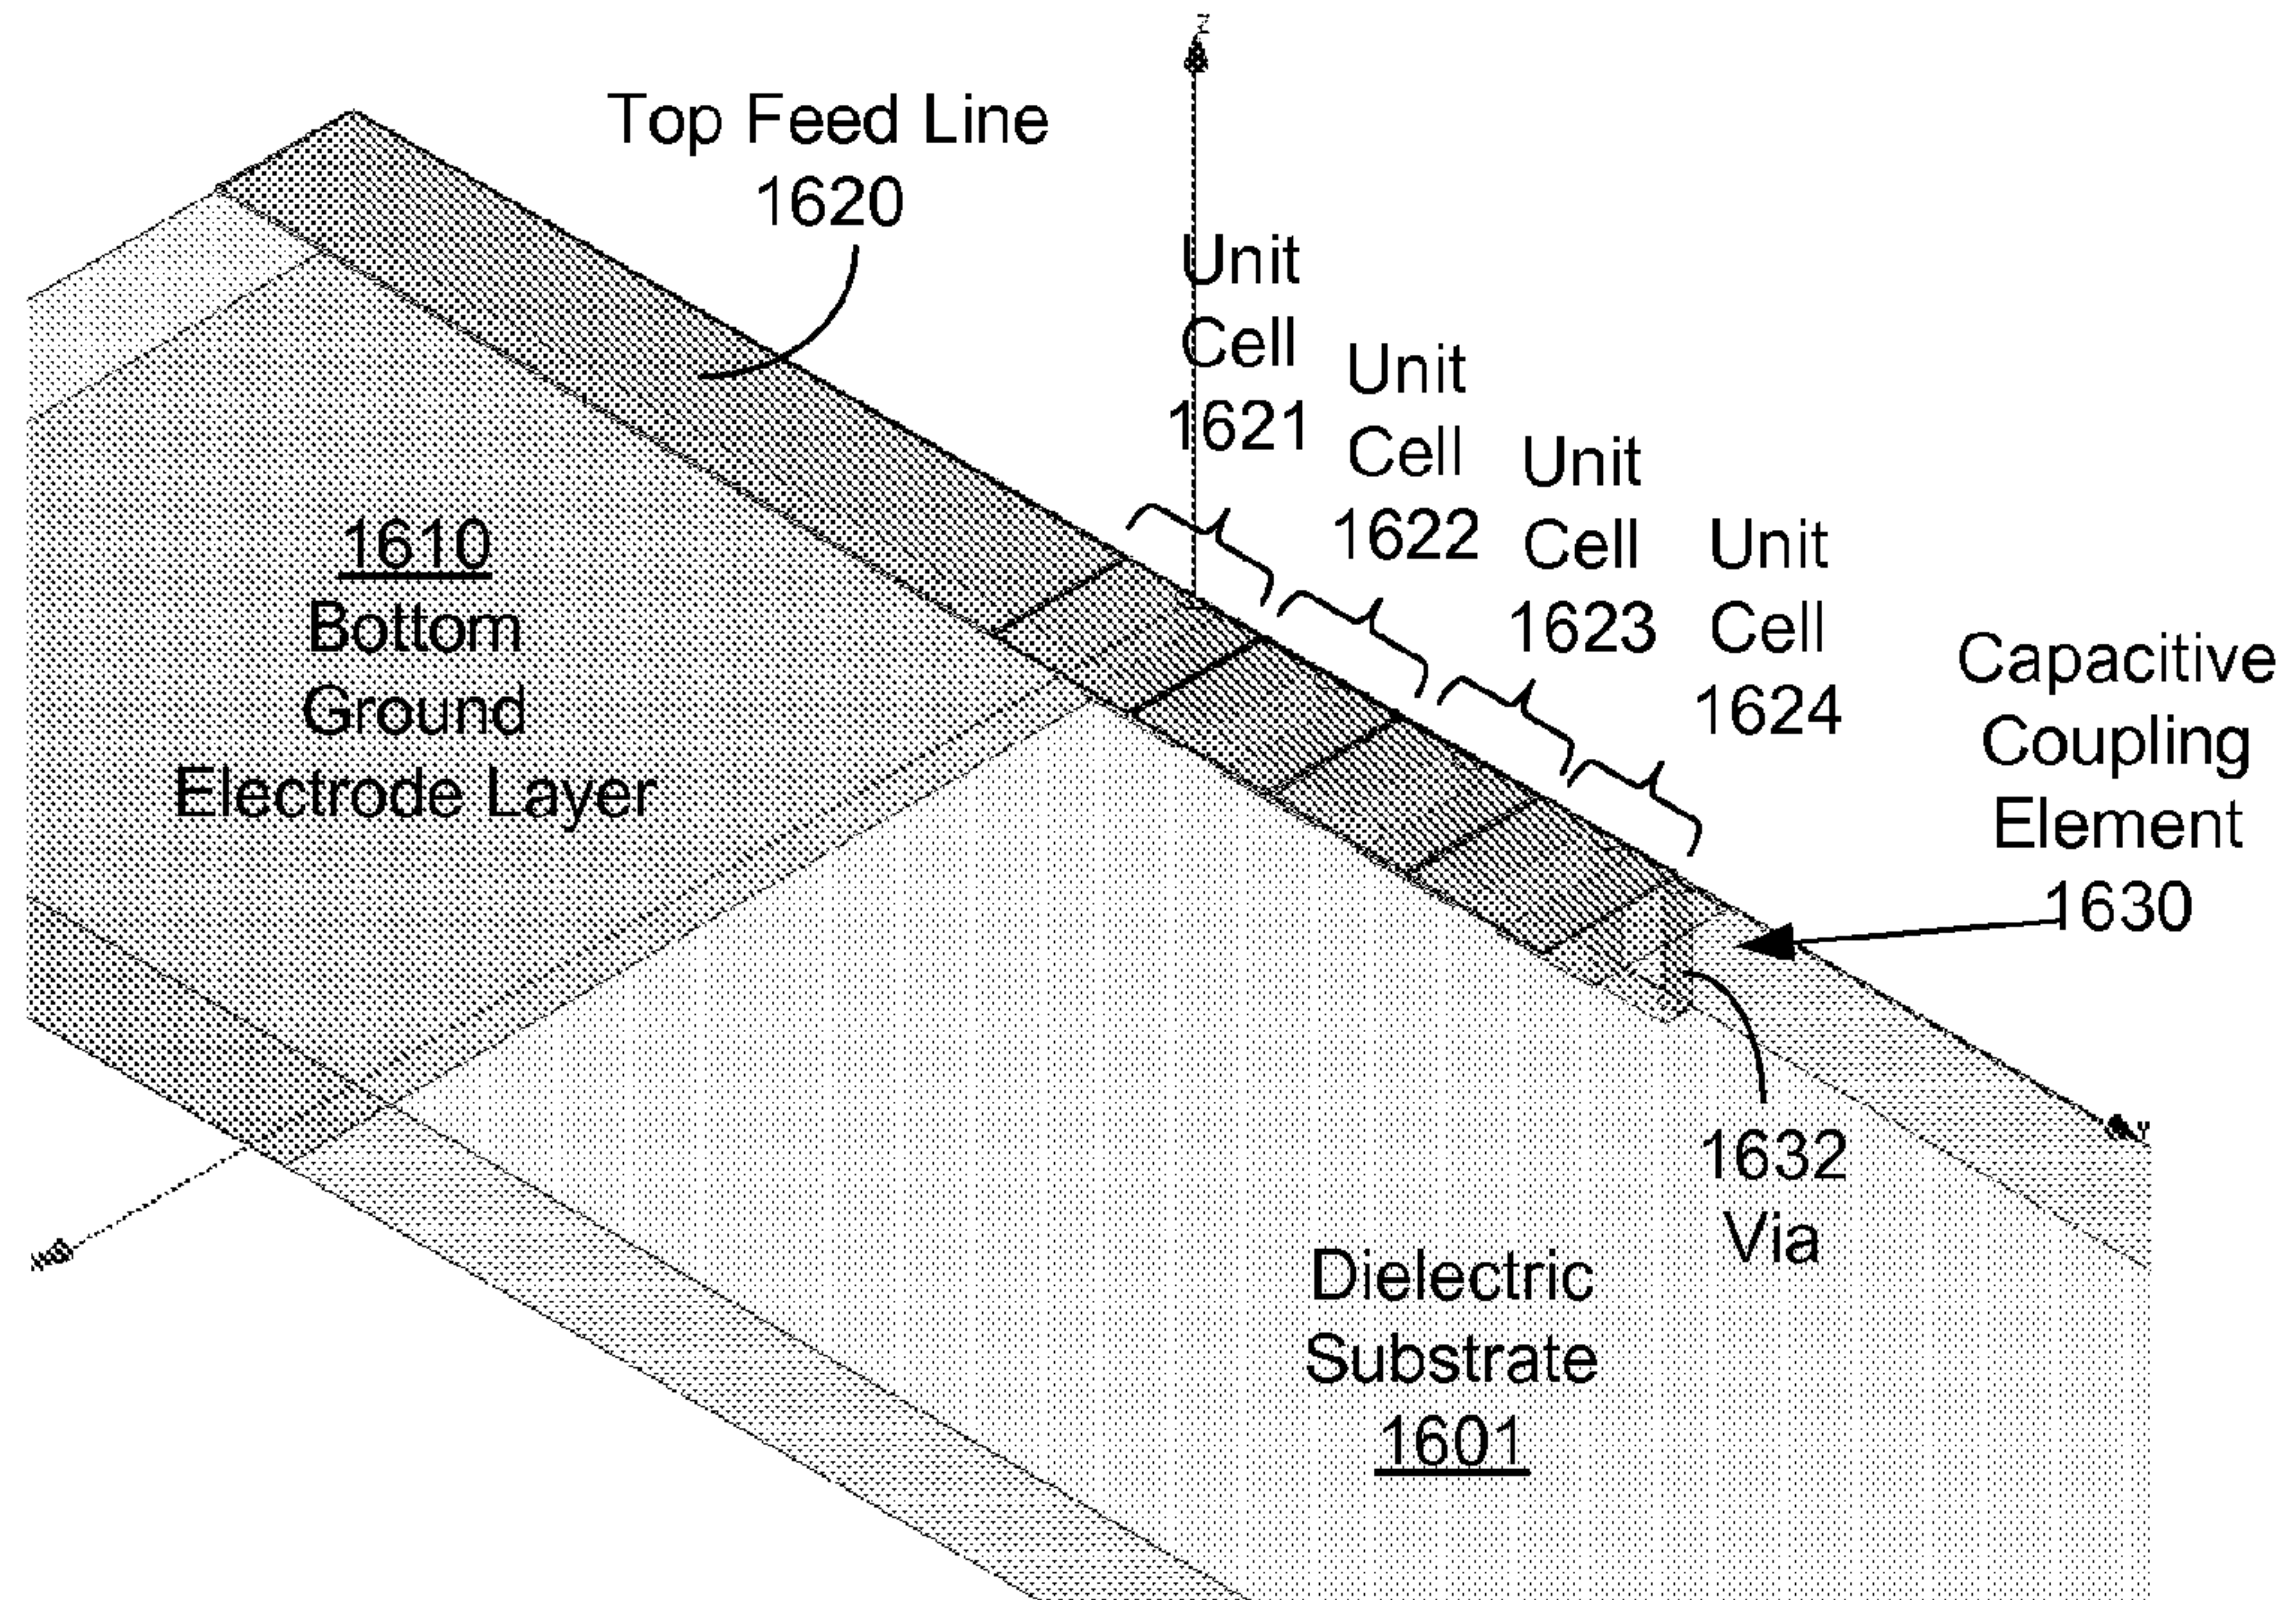 Z
Top Feed Line
1620
Unit
Cell
1621
Unit
Cell
1622
Unit
Cell
1623
Unit
Cell
1624
Capacitive
Coupling
Element
1630
1610
Bottom
Ground
Electrode Layer
1632
Via
Y
Dielectric
Substrate
1601